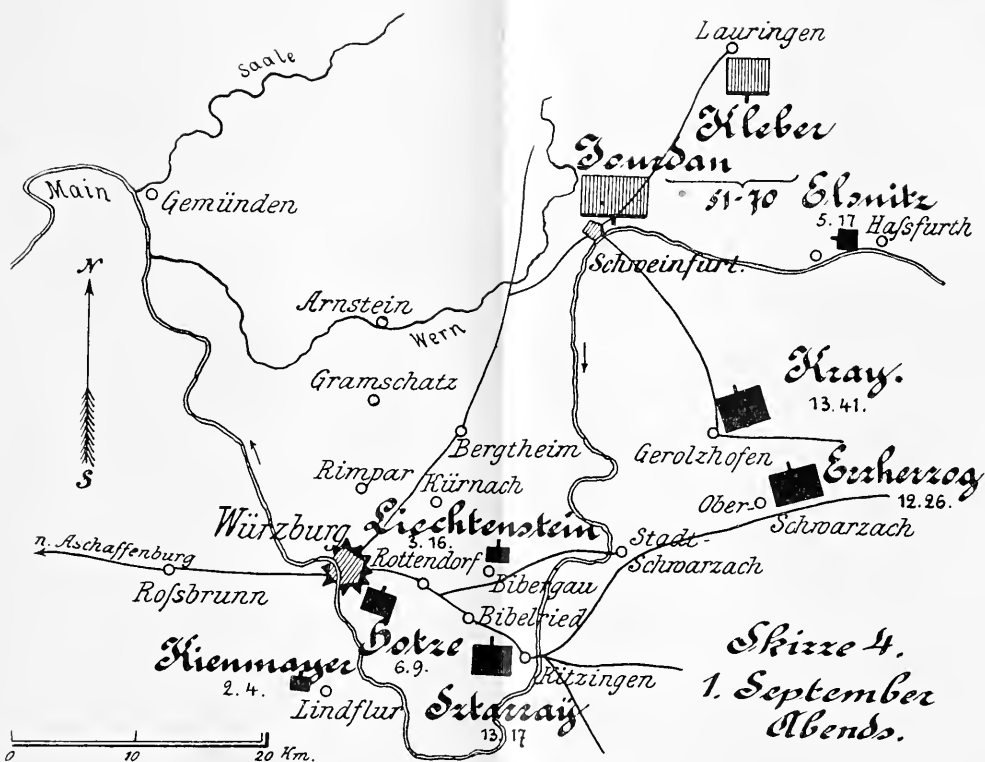 Lauringen
Saale
Kleber
Jourdan
51-70
Elsnitz
5. 17
Haſsfurth
Main
Gemünden
Schweinfurt.
N
Arnstein
Wern
Kray.
13. 41.
Gramschatz
S
Bergtheim
Gerolzhofen
Erzherzog
12. 26.
Rimpar
Kürnach
Ober-
Schwarzach
Würzburg
Liechtenstein
3. 16.
n. Aschaffenburg
Rottendorf
Stadt-
Schwarzach
Roſsbrunn
Bibergau
Bibelried
Hotze
6. 9.
Kienmayer
2. 4.
Kitzingen
Lindflur
Sztarraÿ
13. 17
Skizze 4.
1. September
Abends.
0 10 20 Km.